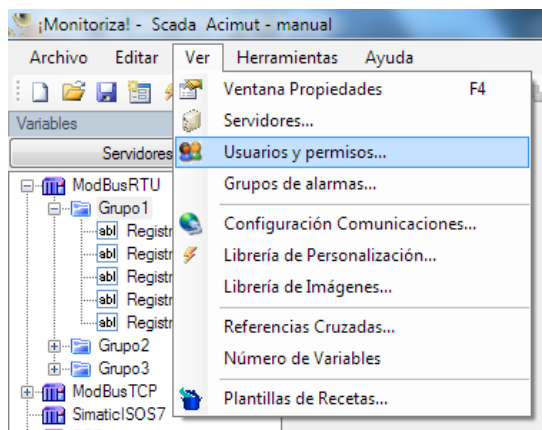 ¡Monitoriza! - Scada Acimut - manual
Archivo Editar Ver Herramientas Ayuda
Ventana Propiedades F4
Variables
Servidores...
Servidores
Usuarios y permisos...
ModBusRTU
Grupos de alarmas...
Grupo1
abl Registr
Configuración Comunicaciones...
abl Registr
Librería de Personalización...
abl Registr
Librería de Imágenes...
abl Registr
abl Registr
Referencias Cruzadas...
Grupo2
Número de Variables
Grupo3
ModBusTCP
Plantillas de Recetas...
SimaticISOS7